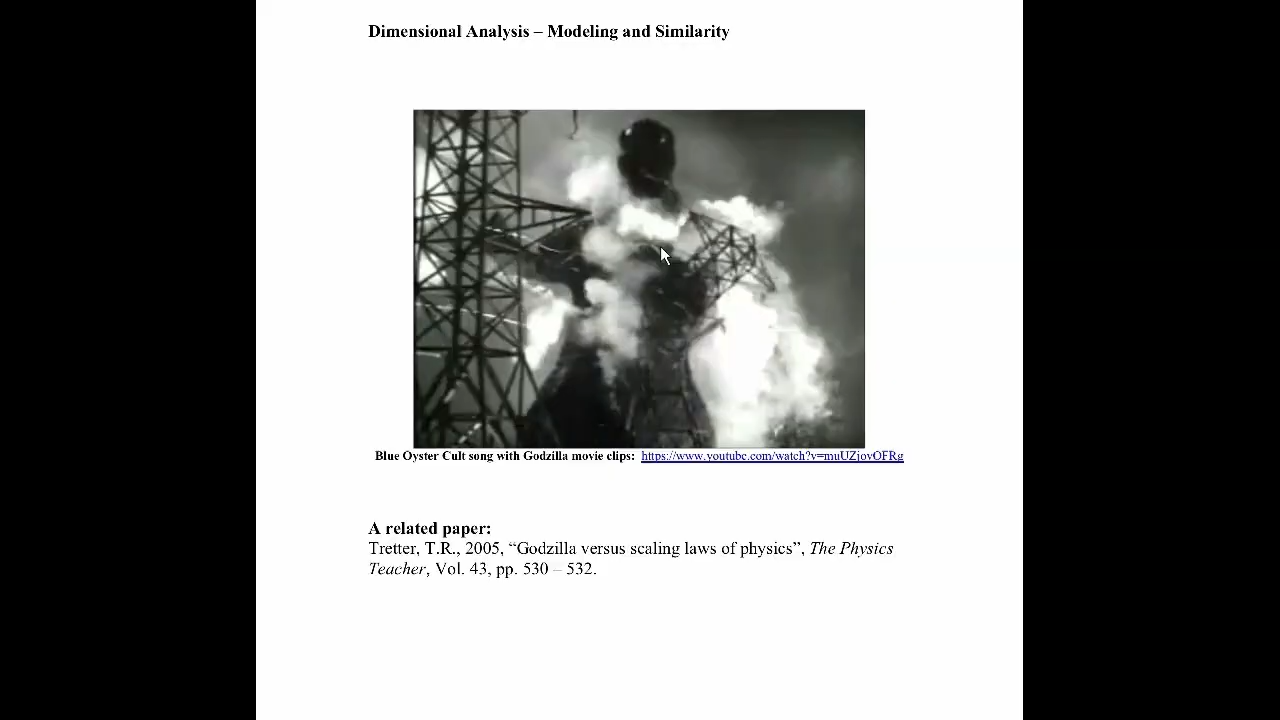 Dimensional Analysis – Modeling and Similarity
Blue Oyster Cult song with Godzilla movie clips: https://www.youtube.com/watch?v=muUZjovOFRg
A related paper:
Tretter, T.R., 2005, “Godzilla versus scaling laws of physics”, The Physics
Teacher, Vol. 43, pp. 530 – 532.